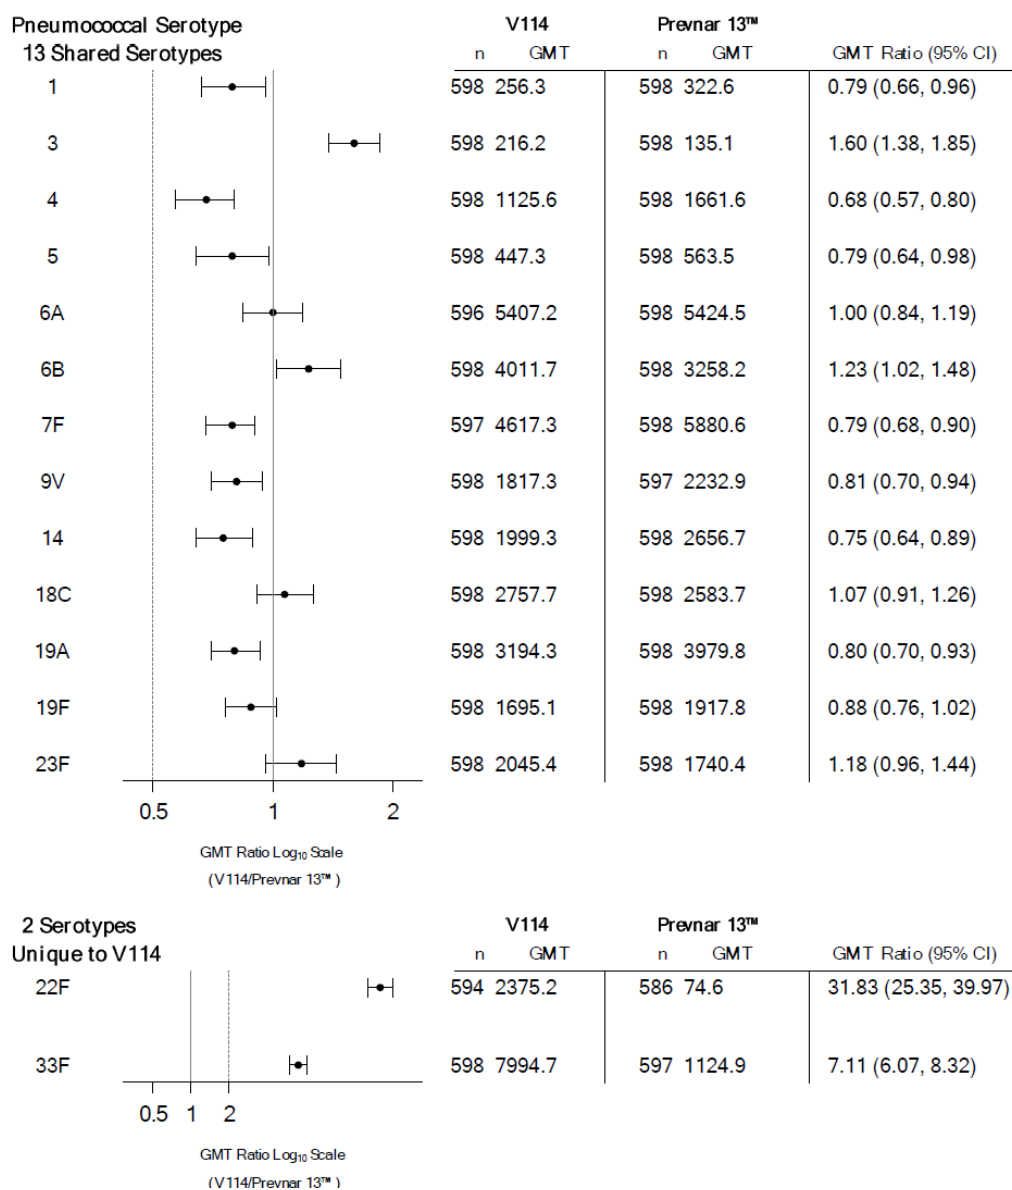 Pneumococcal Serotype V114 Prevnar 13™
13 Shared Serotypes n GMT n GMT GMT Ratio (95% CI)
1 598 256.3 598 322.6 0.79 (0.66, 0.96)
3 598 216.2 598 135.1 1.60 (1.38, 1.85)
4 598 1125.6 598 1661.6 0.68 (0.57, 0.80)
5 598 447.3 598 563.5 0.79 (0.64, 0.98)
6A 596 5407.2 598 5424.5 1.00 (0.84, 1.19)
6B 598 4011.7 598 3258.2 1.23 (1.02, 1.48)
7F 597 4617.3 598 5880.6 0.79 (0.68, 0.90)
9V 598 1817.3 597 2232.9 0.81 (0.70, 0.94)
14 598 1999.3 598 2656.7 0.75 (0.64, 0.89)
18C 598 2757.7 598 2583.7 1.07 (0.91, 1.26)
19A 598 3194.3 598 3979.8 0.80 (0.70, 0.93)
19F 598 1695.1 598 1917.8 0.88 (0.76, 1.02)
23F 598 2045.4 598 1740.4 1.18 (0.96, 1.44)
0.5 1 2
GMT Ratio Log₁₀ Scale
(V114/Prevnar 13™ )
2 Serotypes V114 Prevnar 13™
Unique to V114 n GMT n GMT GMT Ratio (95% CI)
22F 594 2375.2 586 74.6 31.83 (25.35, 39.97)
33F 598 7994.7 597 1124.9 7.11 (6.07, 8.32)
0.5 1 2
GMT Ratio Log₁₀ Scale
(V114/Prevnar 13™ )